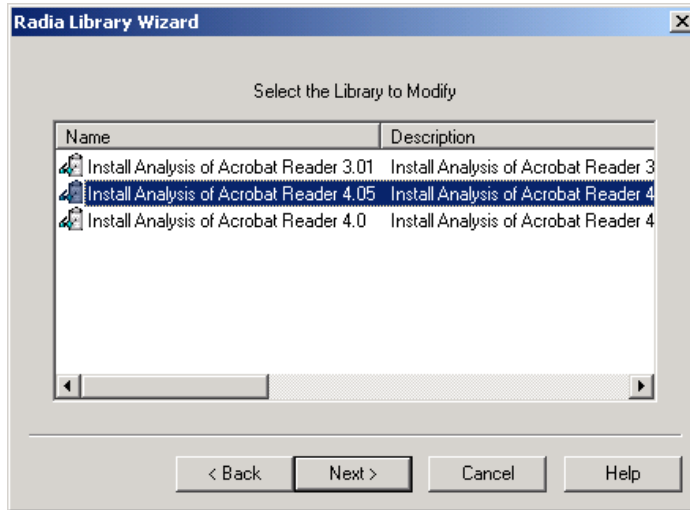 Radia Library Wizard
Select the Library to Modify
Name Description
Install Analysis of Acrobat Reader 3.01 Install Analysis of Acrobat Reader 3
Install Analysis of Acrobat Reader 4.05 Install Analysis of Acrobat Reader 4
Install Analysis of Acrobat Reader 4.0 Install Analysis of Acrobat Reader 4
< Back Next > Cancel Help